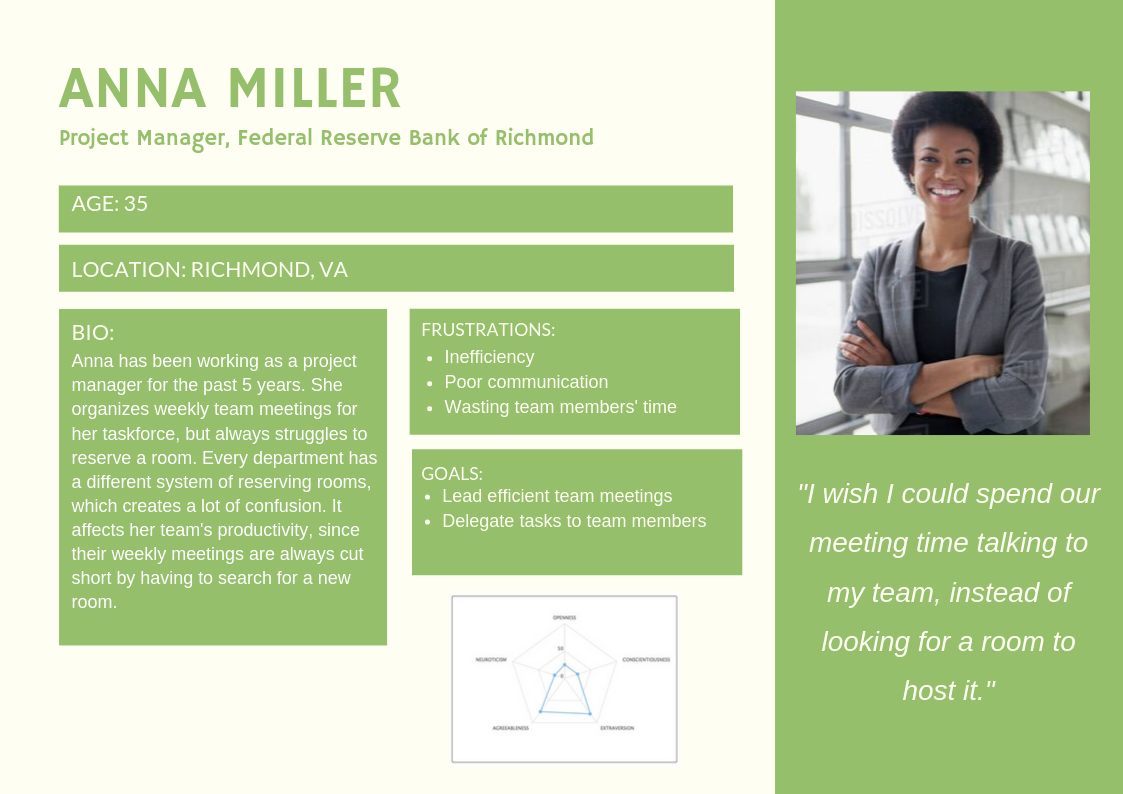 ANNA MILLER
Project Manager, Federal Reserve Bank of Richmond
AGE: 35
LOCATION: RICHMOND, VA
BIO:
Anna has been working as a project
manager for the past 5 years. She
organizes weekly team meetings for
her taskforce, but always struggles to
reserve a room. Every department has
a different system of reserving rooms,
which creates a lot of confusion. It
affects her team's productivity, since
their weekly meetings are always cut
short by having to search for a new
room.
FRUSTRATIONS:
• Inefficiency
• Poor communication
• Wasting team members' time
GOALS:
• Lead efficient team meetings
• Delegate tasks to team members
OPENNESS
NEUROTICISM
CONSCIENTIOUSNESS
0
AGREEABLENESS
EXTRAVERSION
DISSOLVE
"I wish I could spend our
meeting time talking to
my team, instead of
looking for a room to
host it."